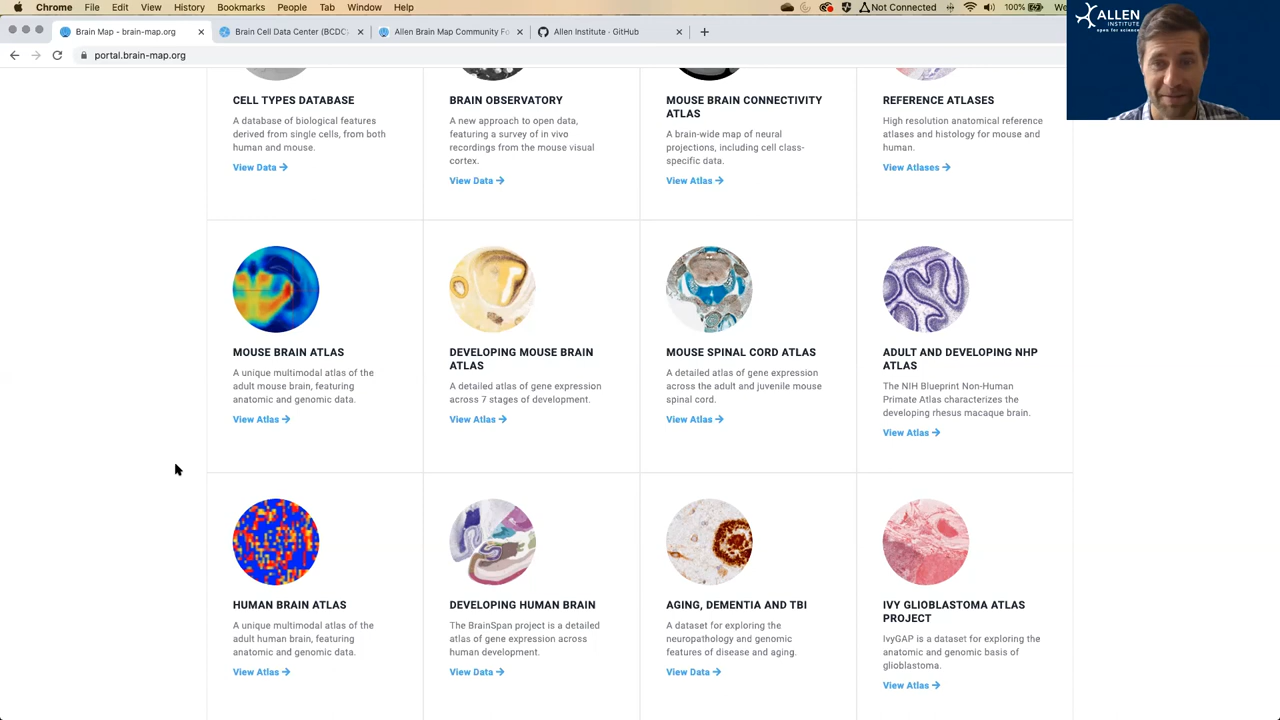 Chrome File Edit View History Bookmarks People Tab Window Help Not Connected 100% We
Brain Map - brain-map.org
Brain Cell Data Center (BCDC)
Allen Brain Map Community Fo
Allen Institute · GitHub
portal.brain-map.org
ALLEN
INSTITUTE
open for science
CELL TYPES DATABASE
A database of biological features
derived from single cells, from both
human and mouse.
View Data →
BRAIN OBSERVATORY
A new approach to open data,
featuring a survey of in vivo
recordings from the mouse visual
cortex.
View Data →
MOUSE BRAIN CONNECTIVITY
ATLAS
A brain-wide map of neural
projections, including cell class-
specific data.
View Atlas →
REFERENCE ATLASES
High resolution anatomical reference
atlases and histology for mouse and
human.
View Atlases →
MOUSE BRAIN ATLAS
A unique multimodal atlas of the
adult mouse brain, featuring
anatomic and genomic data.
View Atlas →
DEVELOPING MOUSE BRAIN
ATLAS
A detailed atlas of gene expression
across 7 stages of development.
View Atlas →
MOUSE SPINAL CORD ATLAS
A detailed atlas of gene expression
across the adult and juvenile mouse
spinal cord.
View Atlas →
ADULT AND DEVELOPING NHP
ATLAS
The NIH Blueprint Non-Human
Primate Atlas characterizes the
developing rhesus macaque brain.
View Atlas →
HUMAN BRAIN ATLAS
A unique multimodal atlas of the
adult human brain, featuring
anatomic and genomic data.
View Atlas →
DEVELOPING HUMAN BRAIN
The BrainSpan project is a detailed
atlas of gene expression across
human development.
View Data →
AGING, DEMENTIA AND TBI
A dataset for exploring the
neuropathology and genomic
features of disease and aging.
View Data →
IVY GLIOBLASTOMA ATLAS
PROJECT
IvyGAP is a dataset for exploring the
anatomic and genomic basis of
glioblastoma.
View Atlas →